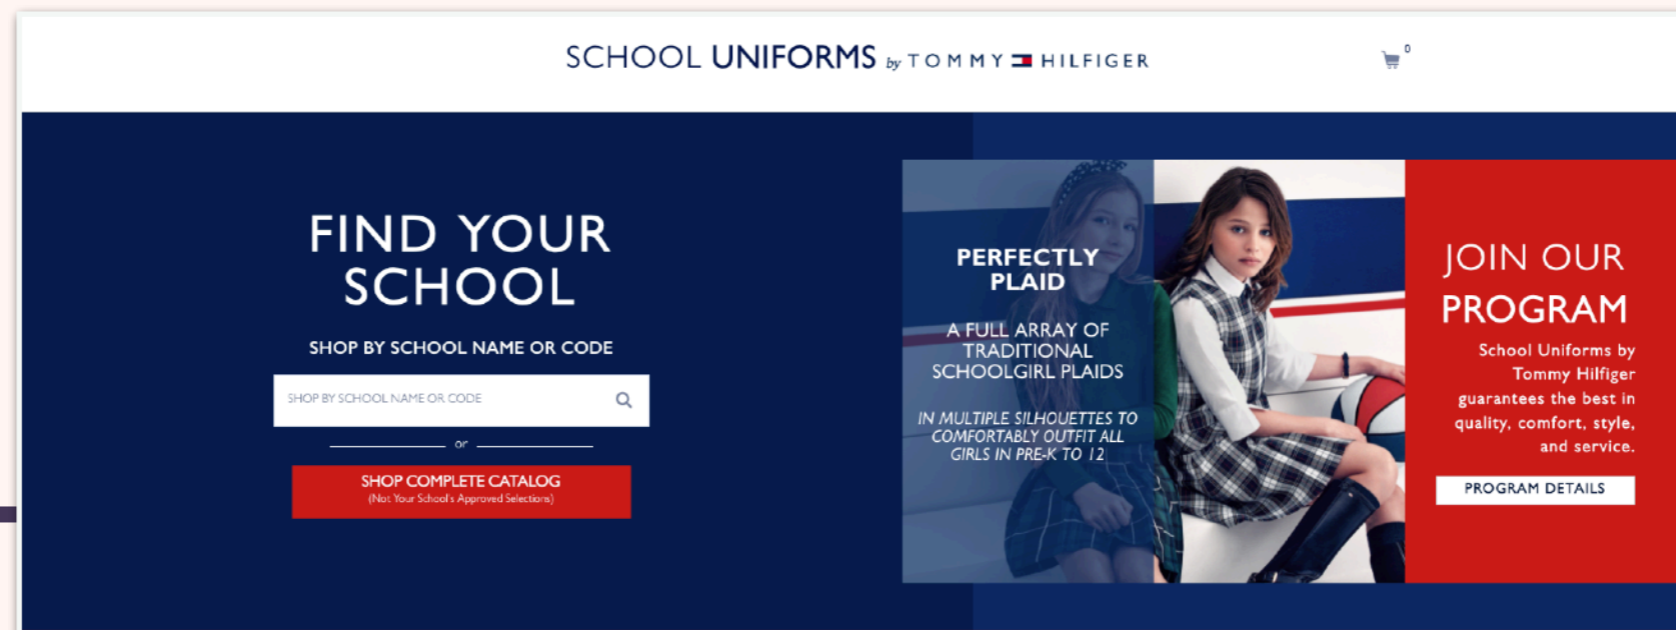 SCHOOL UNIFORMS by TOMMY HILFIGER
0
FIND YOUR
SCHOOL
SHOP BY SCHOOL NAME OR CODE
SHOP BY SCHOOL NAME OR CODE
or
SHOP COMPLETE CATALOG
(Not Your School's Approved Selections)
PERFECTLY
PLAID
A FULL ARRAY OF
TRADITIONAL
SCHOOLGIRL PLAIDS
IN MULTIPLE SILHOUETTES TO
COMFORTABLY OUTFIT ALL
GIRLS IN PRE-K TO 12
JOIN OUR
PROGRAM
School Uniforms by
Tommy Hilfiger
guarantees the best in
quality, comfort, style,
and service.
PROGRAM DETAILS